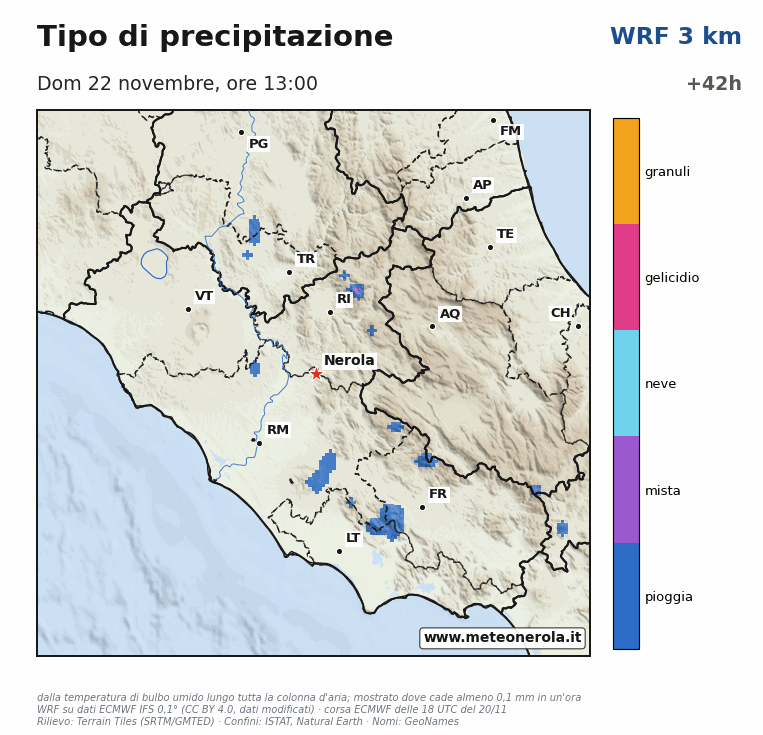 Tipo di precipitazione
WRF 3 km
Dom 22 novembre, ore 13:00
+42h
FM
PG
AP
TE
TR
VT
RI
AQ
CH
Nerola
RM
FR
LT
granuli
gelicidio
neve
mista
pioggia
www.meteonerola.it
dalla temperatura di bulbo umido lungo tutta la colonna d'aria; mostrato dove cade almeno 0,1 mm in un'ora
WRF su dati ECMWF IFS 0,1° (CC BY 4.0, dati modificati) · corsa ECMWF delle 18 UTC del 20/11
Rilievo: Terrain Tiles (SRTM/GMTED) · Confini: ISTAT, Natural Earth · Nomi: GeoNames